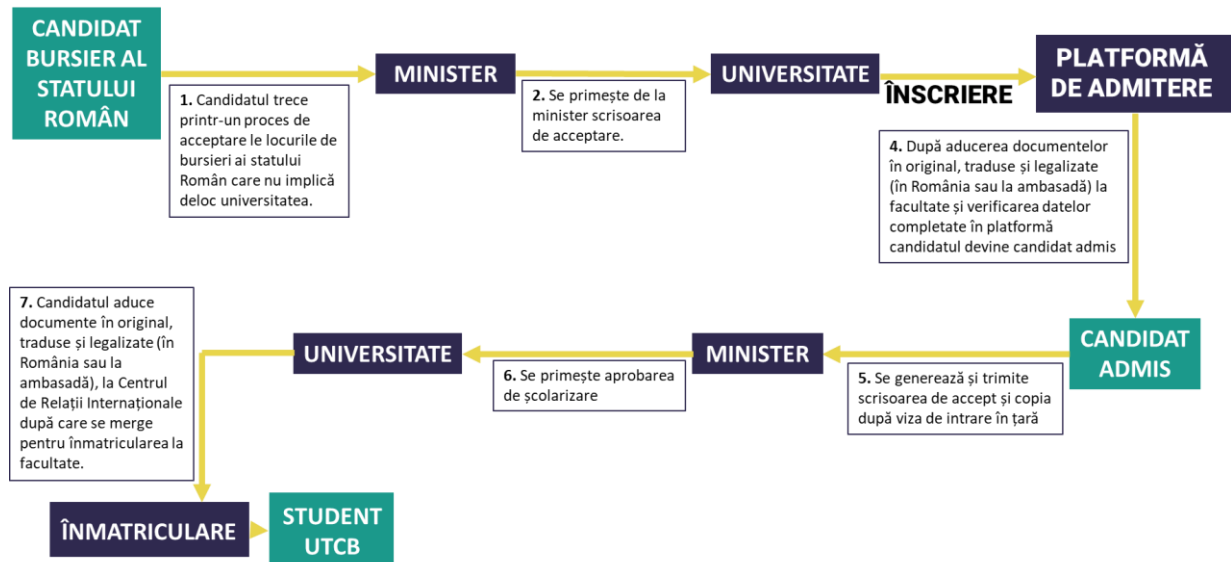 CANDIDAT
BURSIER AL
STATULUI
ROMÂN
MINISTER
UNIVERSITATE
ÎNSCRIERE
PLATFORMĂ
DE ADMITERE
1. Candidatul trece
printr-un proces de
acceptare le locurile de
bursieri ai statului
Român care nu implică
deloc universitatea.
2. Se primește de la
minister scrisoarea
de acceptare.
4. După aducerea documentelor
în original, traduse și legalizate
(în România sau la ambasadă) la
facultate și verificarea datelor
completate în platformă
candidatul devine candidat admis
CANDIDAT
ADMIS
5. Se generează și trimite
scrisoarea de accept și copia
după viza de intrare în țară
MINISTER
6. Se primește aprobarea
de școlarizare
UNIVERSITATE
7. Candidatul aduce
documente în original,
traduse și legalizate (în
România sau la
ambasadă), la Centrul
de Relații Internaționale
după care se merge
pentru înmatricularea la
facultate.
ÎNMATRICULARE
STUDENT
UTCB